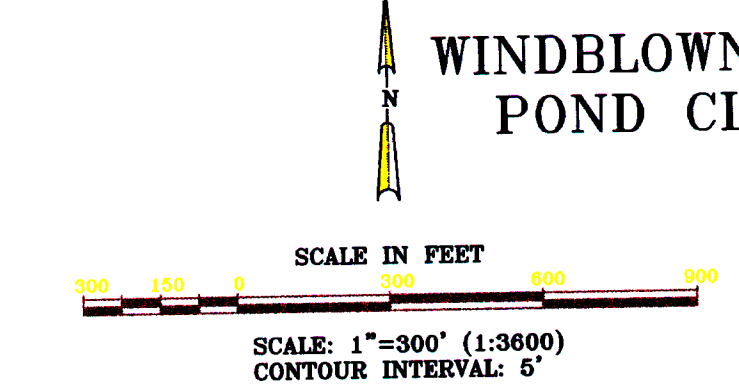 WINDBLOWN
N
POND
SCALE IN FEET
300 150 0 300 600 900
SCALE: 1"=300' (1:3600)
CONTOUR INTERVAL: 5'